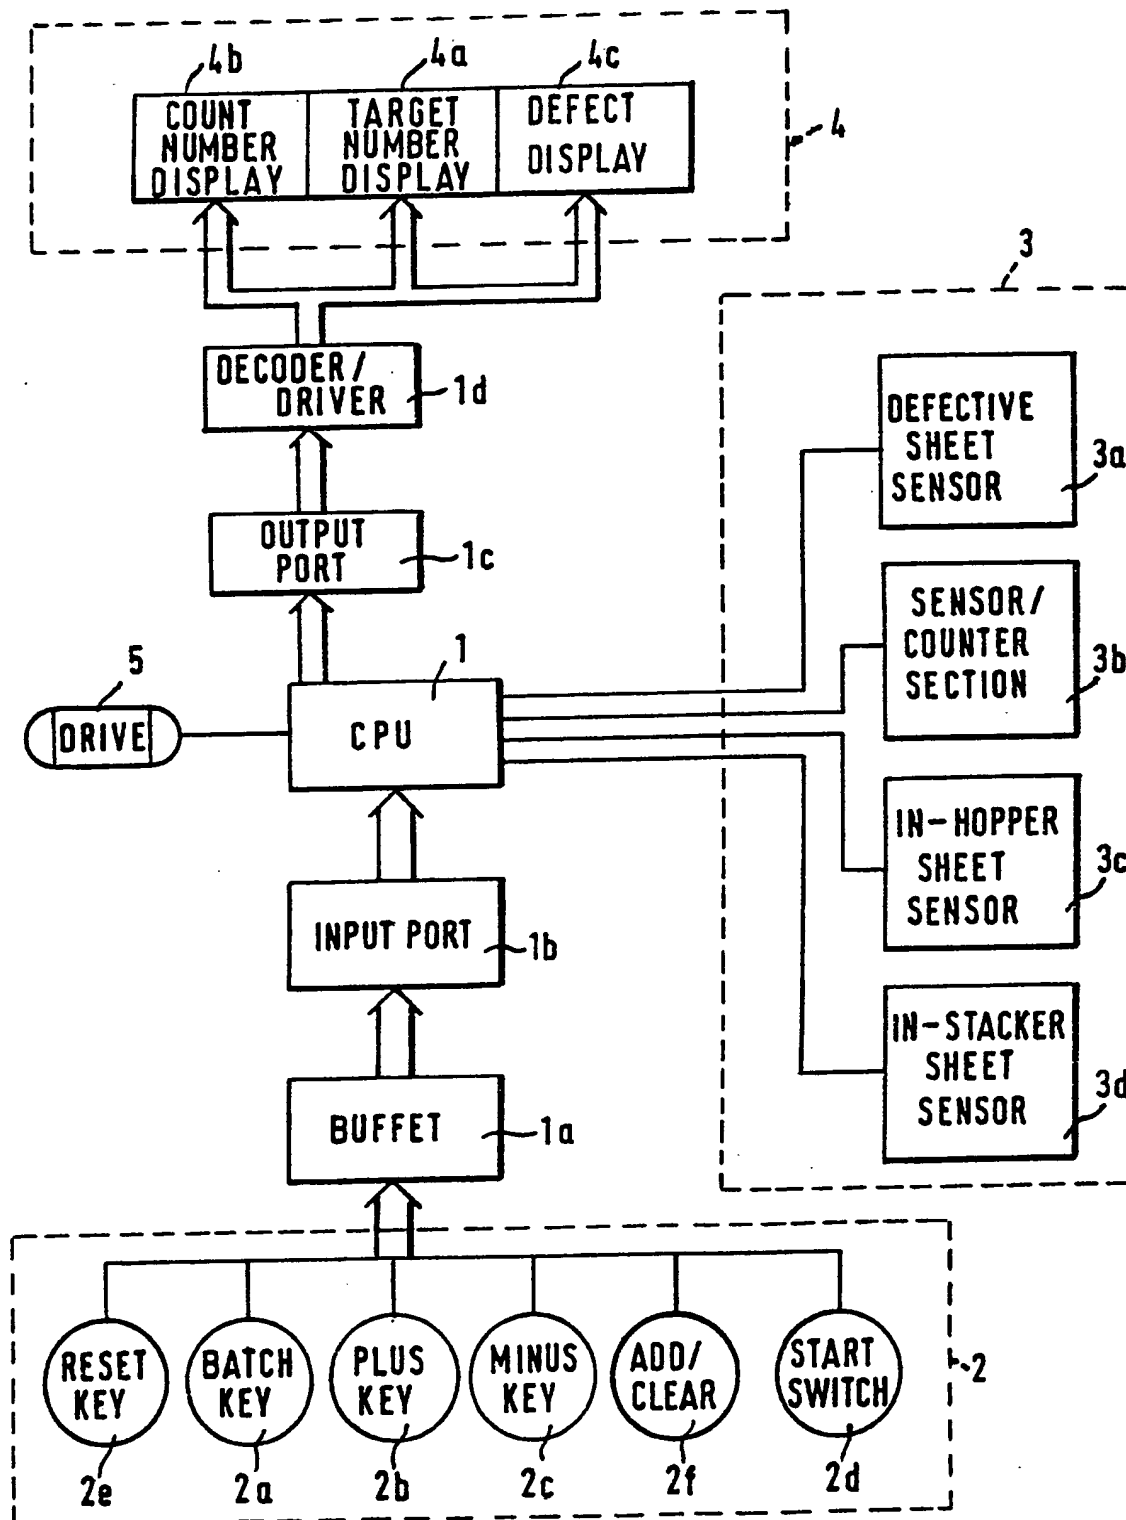 4b
4a
4c
COUNT
NUMBER
DISPLAY
TARGET
NUMBER
DISPLAY
DEFECT
DISPLAY
4
3
DECODER/
DRIVER
1d
DEFECTIVE
SHEET
SENSOR
3a
OUTPUT
PORT
1c
SENSOR/
COUNTER
SECTION
3b
5
DRIVE
1
CPU
IN-HOPPER
SHEET
SENSOR
3c
INPUT PORT
1b
IN-STACKER
SHEET
SENSOR
3d
BUFFET
1a
RESET
KEY
BATCH
KEY
PLUS
KEY
MINUS
KEY
ADD/
CLEAR
START
SWITCH
2
2e
2a
2b
2c
2f
2d